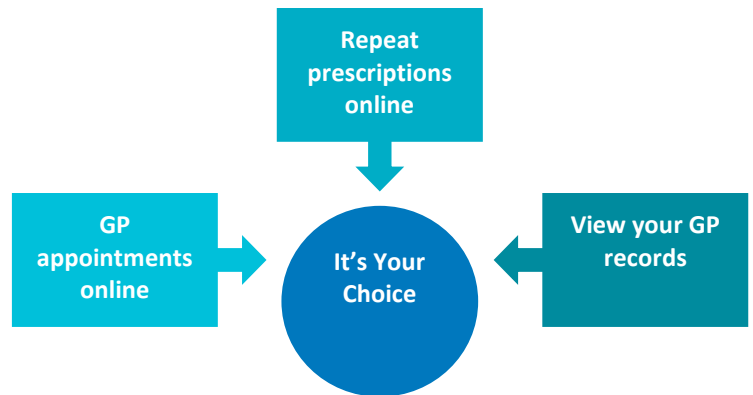 Repeat
prescriptions
online
GP
appointments
online
It’s Your
Choice
View your GP
records